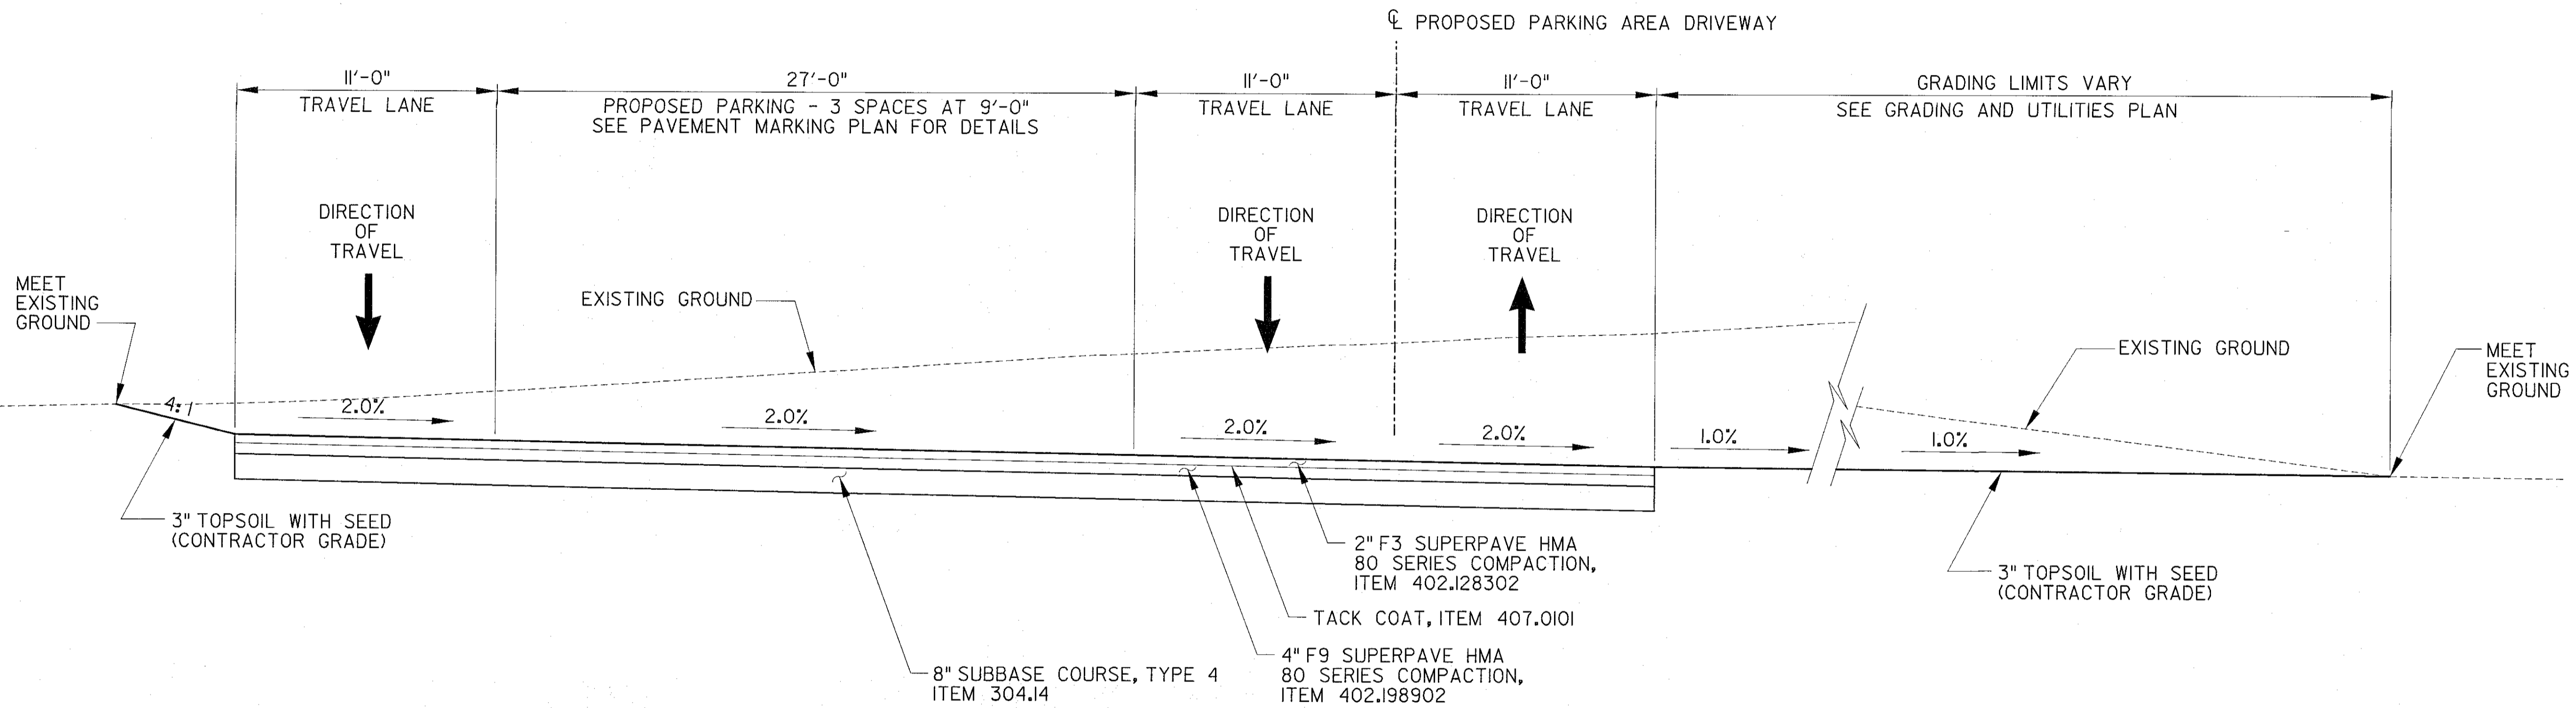 ℄ PROPOSED PARKING AREA DRIVEWAY
11'-0"
TRAVEL LANE
27'-0"
PROPOSED PARKING - 3 SPACES AT 9'-0"
SEE PAVEMENT MARKING PLAN FOR DETAILS
11'-0"
TRAVEL LANE
11'-0"
TRAVEL LANE
GRADING LIMITS VARY
SEE GRADING AND UTILITIES PLAN
DIRECTION
OF
TRAVEL
DIRECTION
OF
TRAVEL
DIRECTION
OF
TRAVEL
MEET
EXISTING
GROUND
EXISTING GROUND
EXISTING GROUND
MEET
EXISTING
GROUND
4:1
2.0%
2.0%
2.0%
2.0%
1.0%
1.0%
3" TOPSOIL WITH SEED
(CONTRACTOR GRADE)
2" F3 SUPERPAVE HMA
80 SERIES COMPACTION,
ITEM 402.128302
TACK COAT, ITEM 407.0101
4" F9 SUPERPAVE HMA
80 SERIES COMPACTION,
ITEM 402.198902
8" SUBBASE COURSE, TYPE 4
ITEM 304.14
3" TOPSOIL WITH SEED
(CONTRACTOR GRADE)